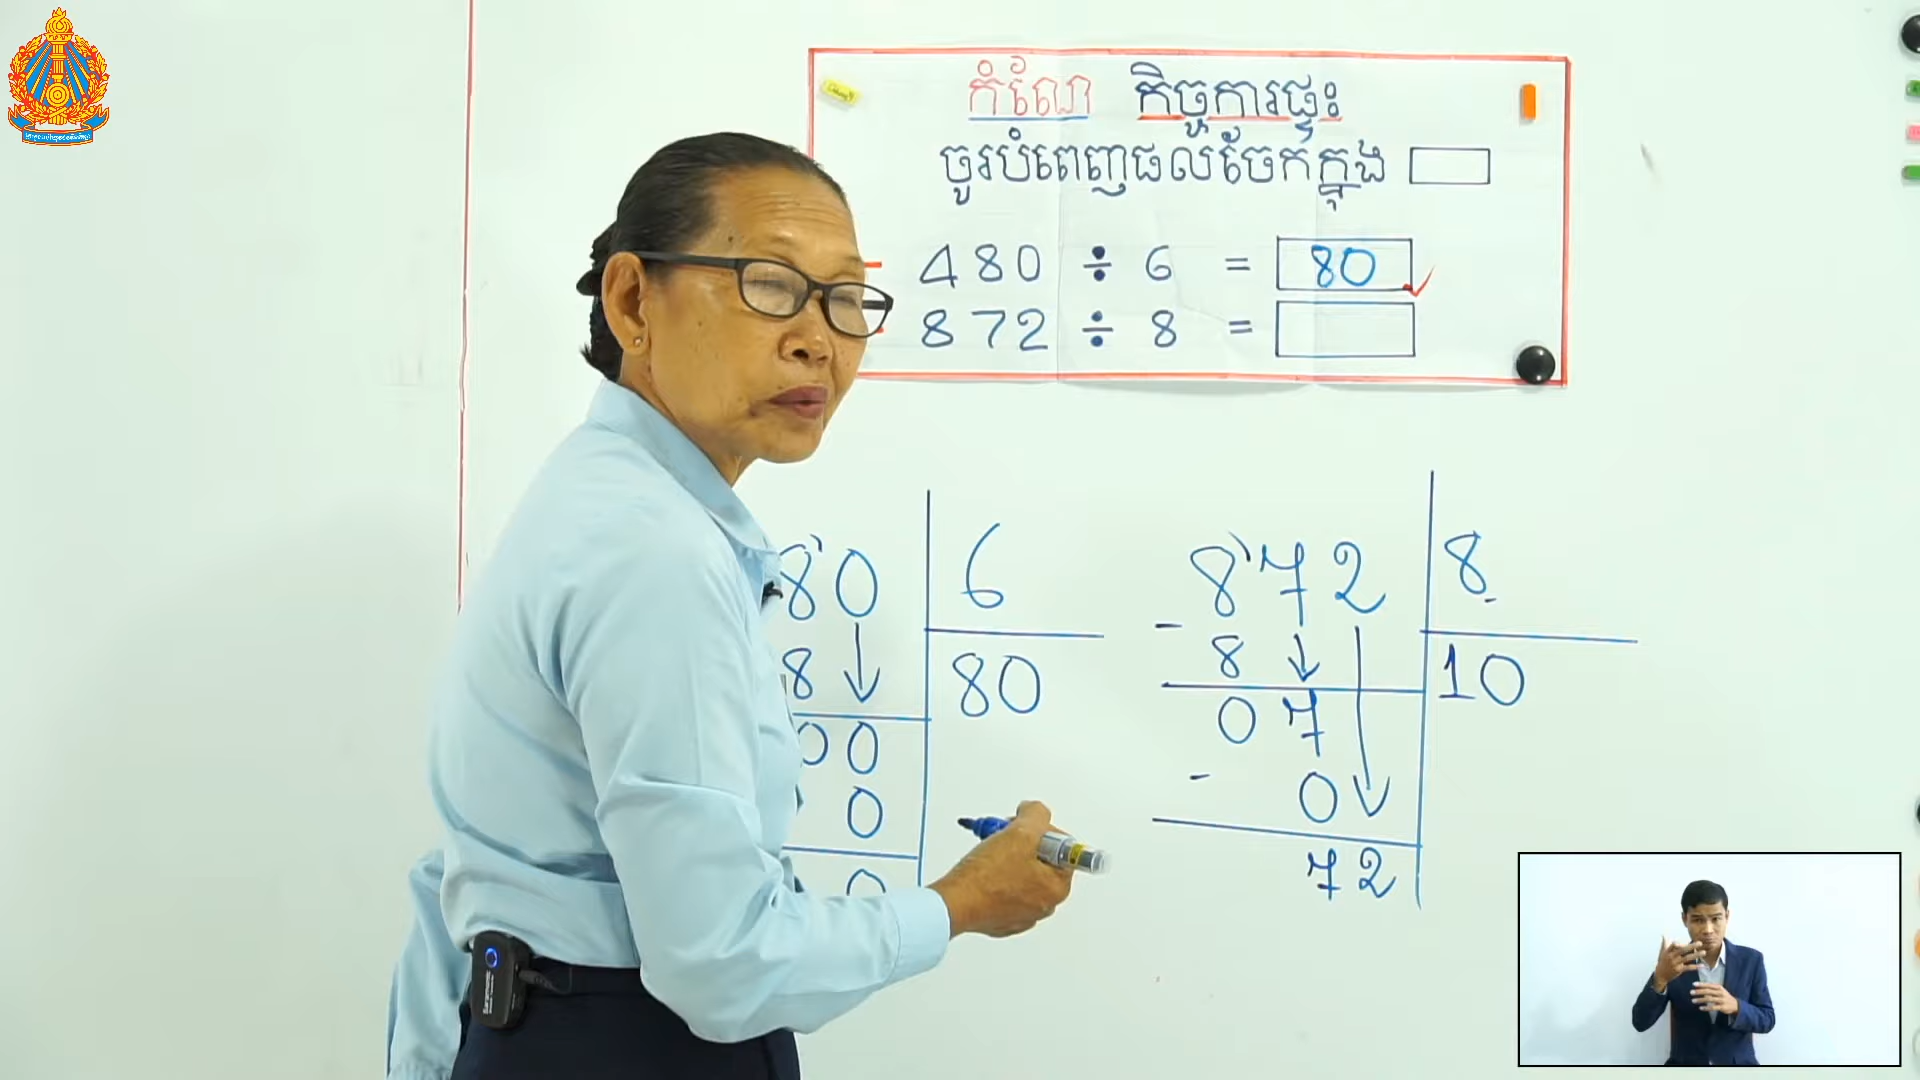 កំណែ កិច្ចការផ្ទះ
ចូរបំពេញផលចែកក្នុង
480 ÷ 6 = 80
872 ÷ 8 =
80 6
8 80
00
0
0
872 8
- 8 10
07
- 0
72